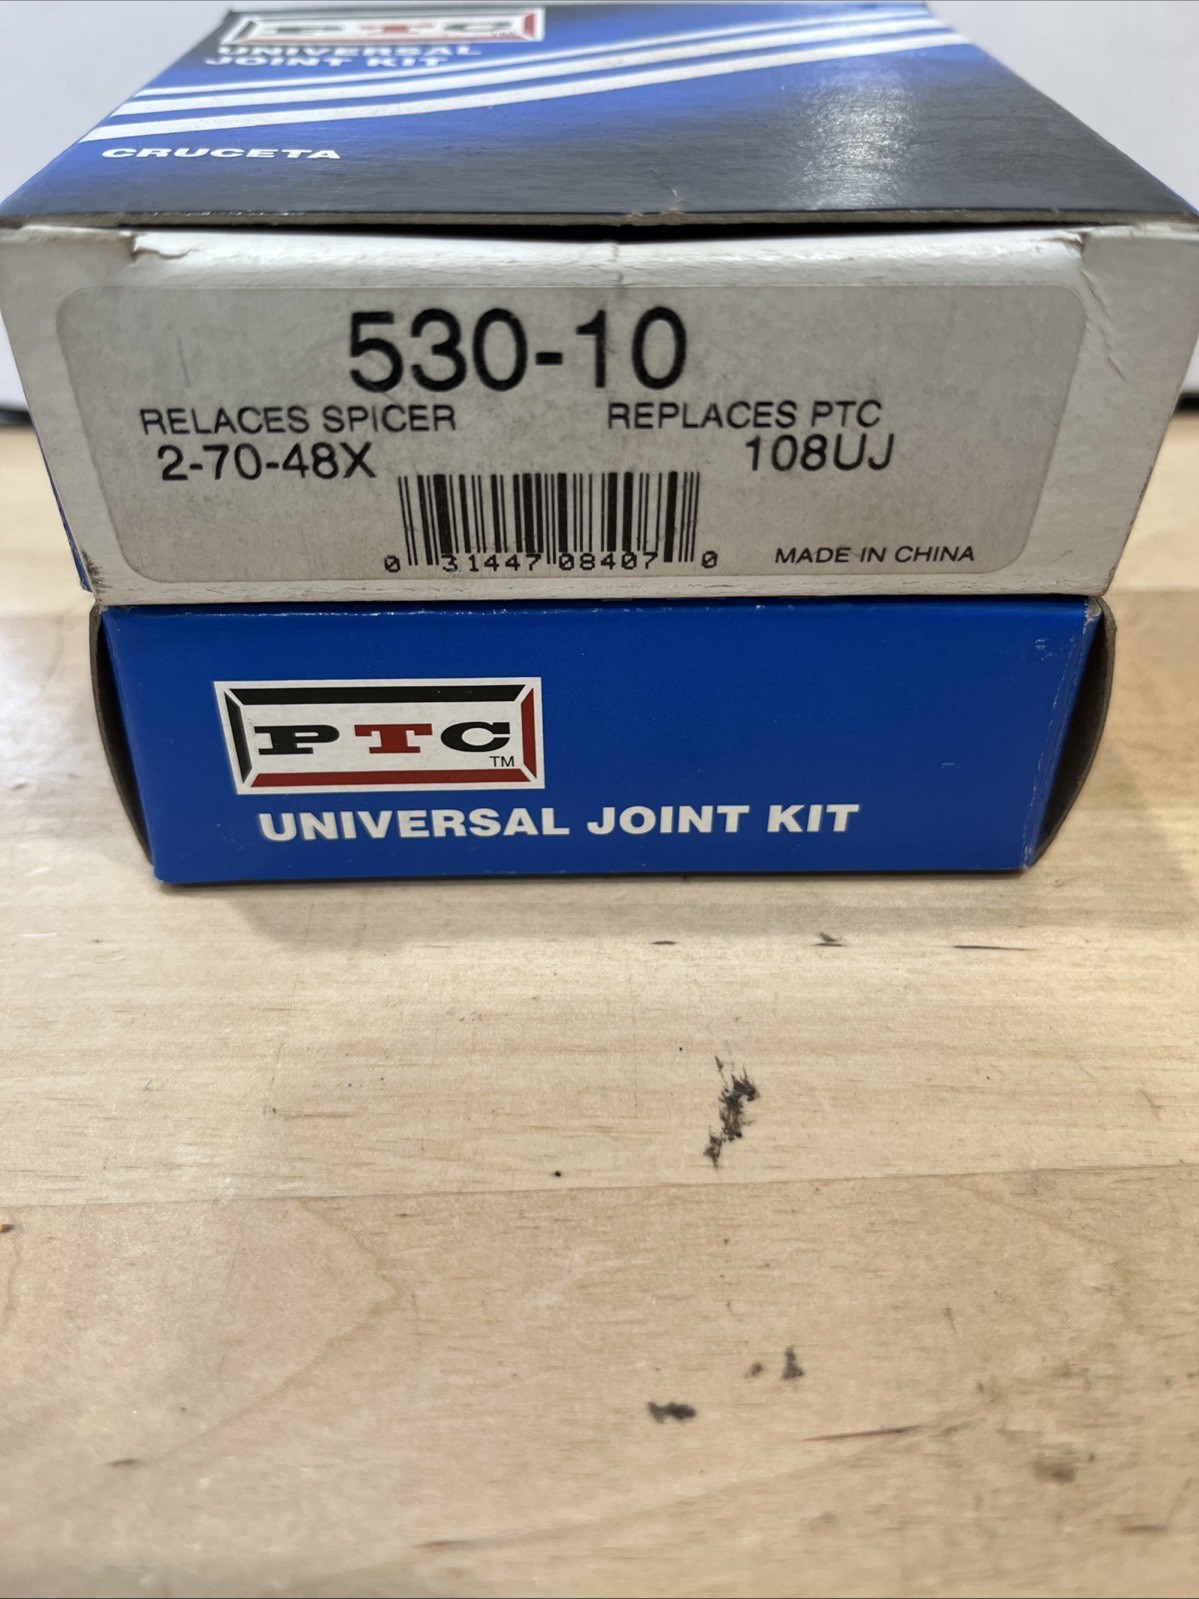 PTC
TM
UNIVERSAL
JOINT KIT
CRUCETA
530-10
RELACES SPICER
2-70-48X
REPLACES PTC
108UJ
0 31447 08407 0
MADE IN CHINA
PTC
TM
UNIVERSAL JOINT KIT